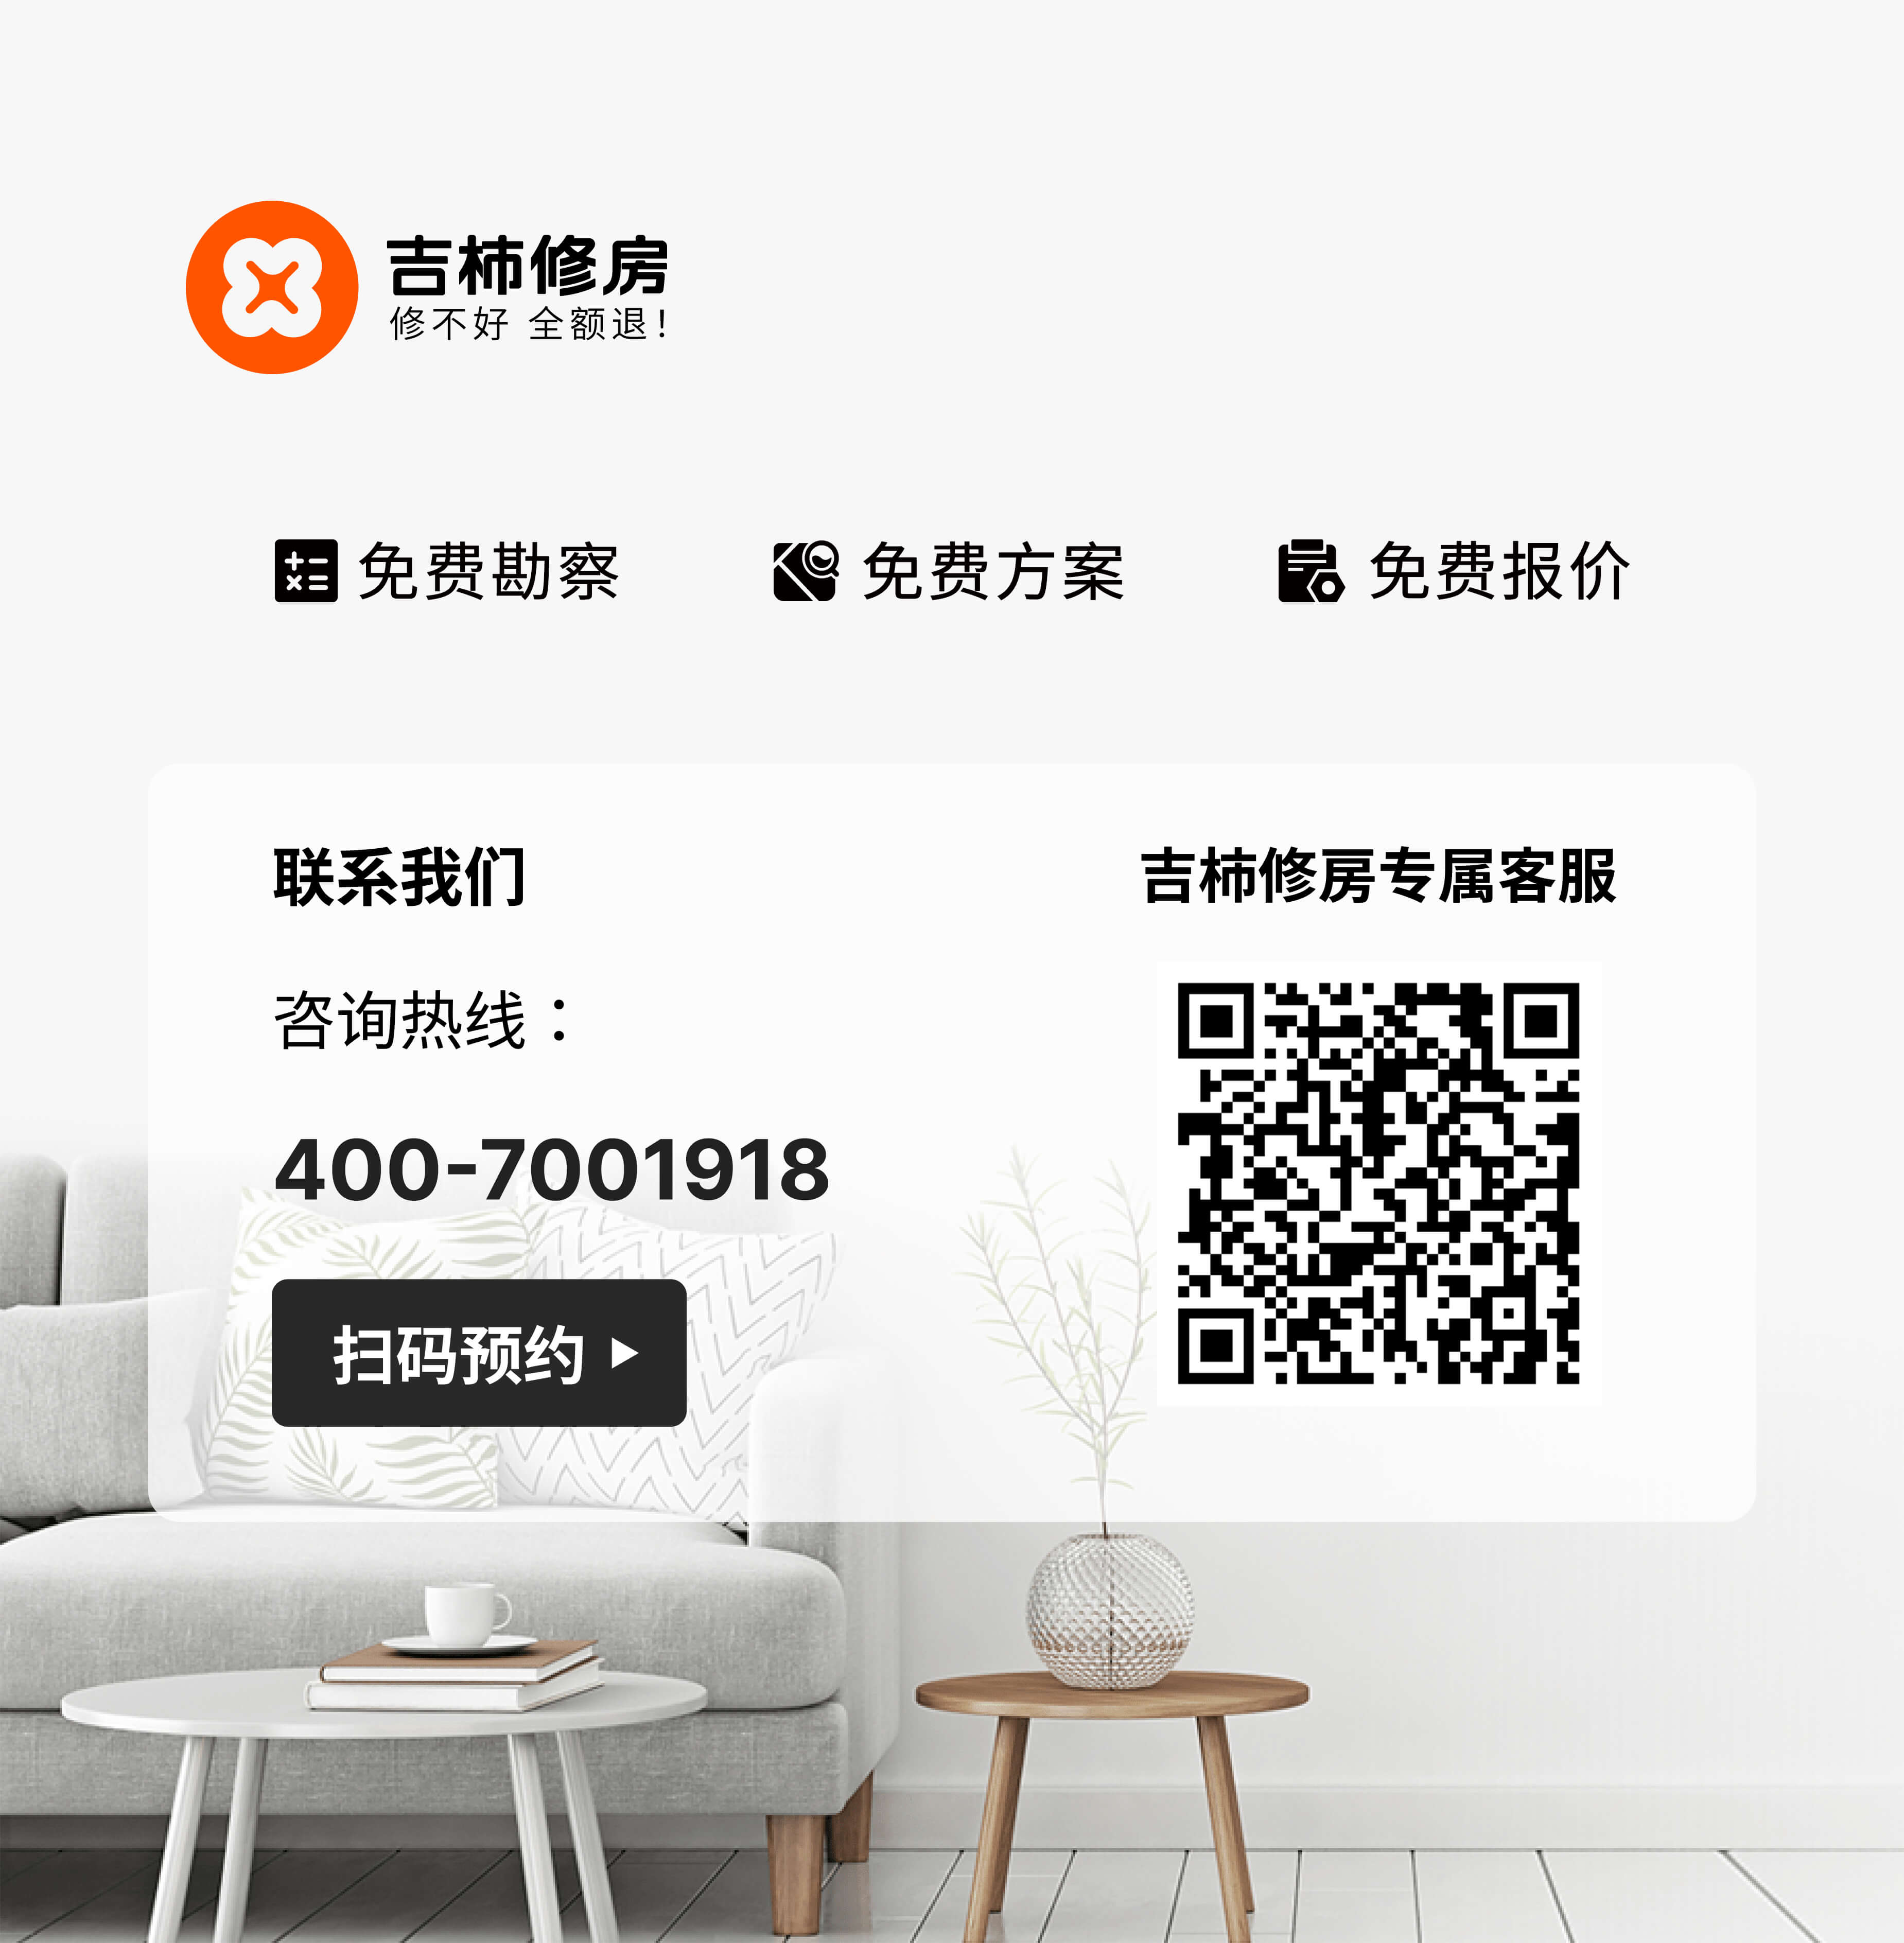 吉柿修房
修不好 全额退！
免费勘察
免费方案
免费报价
联系我们
咨询热线：
400-7001918
扫码预约
吉柿修房专属客服